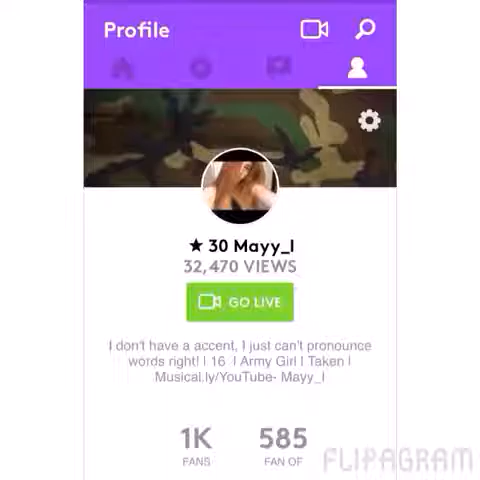 Profile
★ 30 Mayy_l
32,470 VIEWS
GO LIVE
I don't have a accent, I just can't pronounce
words right! | 16 | Army Girl | Taken |
Musical.ly/YouTube- Mayy_l
1K 585
FANS FAN OF
FLIPAGRAM